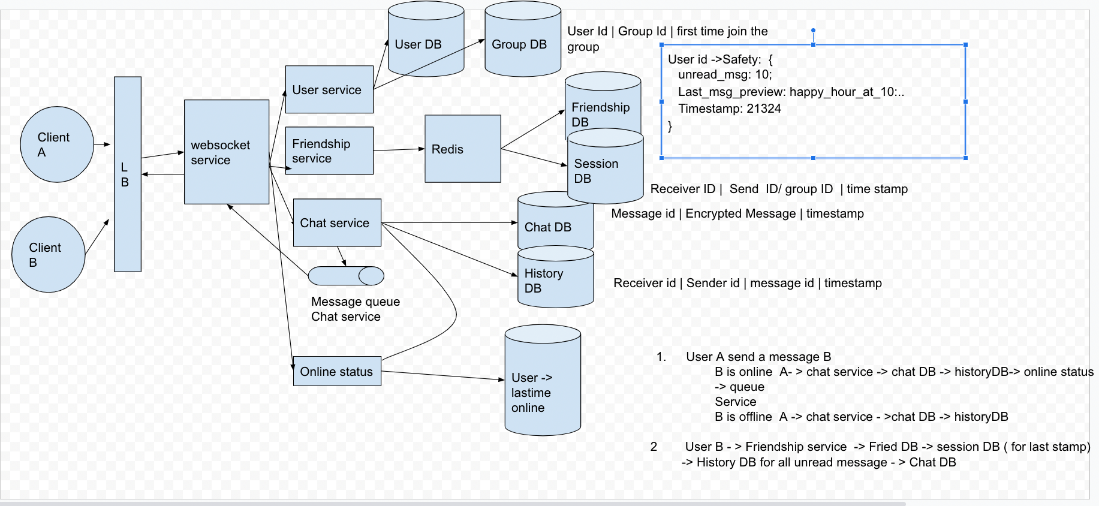 User DB
Group DB
User Id | Group Id | first time join the
group
User id ->Safety:  {
unread_msg: 10;
Last_msg_preview: happy_hour_at_10:..
Timestamp: 21324
}
User service
Client
A
L
B
websocket
service
Friendship
service
Redis
Friendship
DB
Session
DB
Receiver ID |  Send  ID/ group ID  | time stamp
Client
B
Chat service
Chat DB
Message id | Encrypted Message | timestamp
History
DB
Receiver id | Sender id | message id | timestamp
Message queue
Chat service
Online status
User ->
lastime
online
1. User A send a message B
B is online  A- > chat service -> chat DB -> historyDB-> online status
-> queue
Service
B is offline  A -> chat service - >chat DB -> historyDB
2 User B - > Friendship service  -> Fried DB -> session DB ( for last stamp)
-> History DB for all unread message - > Chat DB